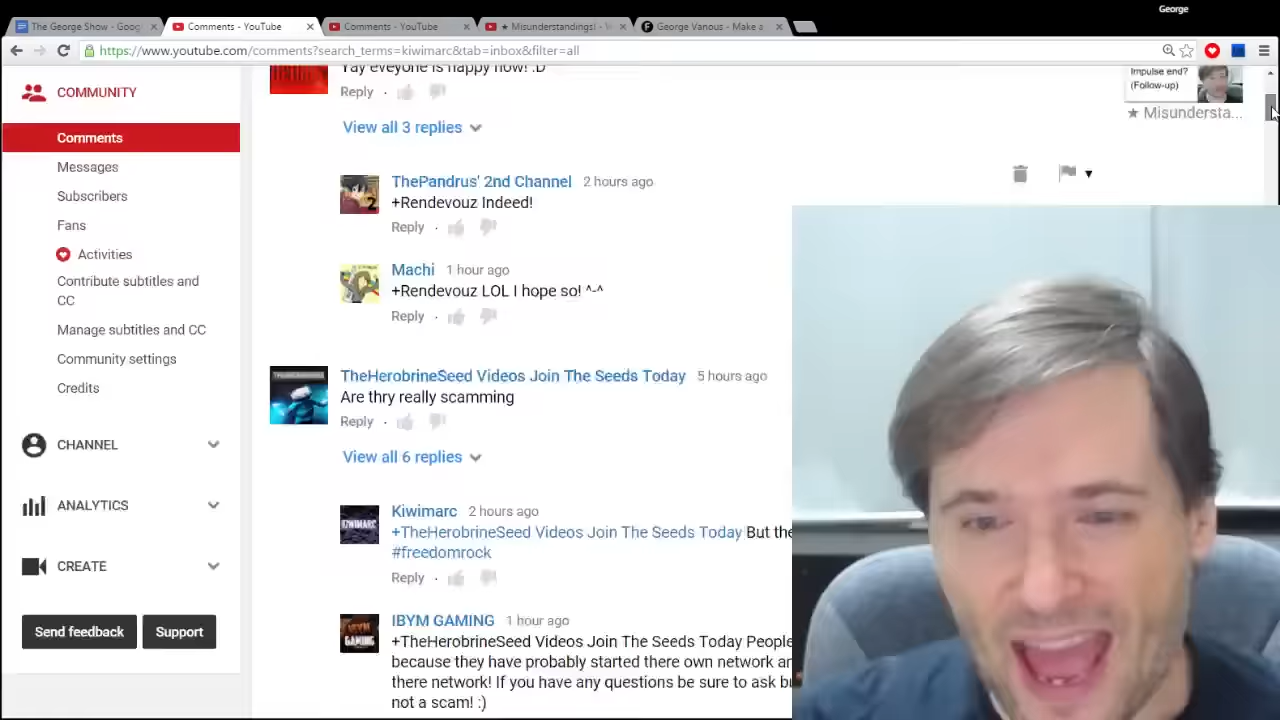 George
The George Show - Goog
Comments - YouTube
Comments - YouTube
★ Misunderstandings! - 
George Vanous - Make a
https://www.youtube.com/comments?search_terms=kiwimarc&tab=inbox&filter=all
COMMUNITY
Comments
Messages
Subscribers
Fans
Activities
Contribute subtitles and
CC
Manage subtitles and CC
Community settings
Credits
CHANNEL
ANALYTICS
CREATE
Send feedback
Support
Yay eveyone is happy now! :D
Reply ·
View all 3 replies
ThePandrus' 2nd Channel 2 hours ago
+Rendevouz Indeed!
Reply ·
Machi 1 hour ago
+Rendevouz LOL I hope so! ^-^
Reply ·
TheHerobrineSeed Videos Join The Seeds Today 5 hours ago
Are thry really scamming
Reply ·
View all 6 replies
KIWIMARC
Kiwimarc 2 hours ago
+TheHerobrineSeed Videos Join The Seeds Today But the
#freedomrock
Reply ·
IBYM
GAMING
IBYM GAMING 1 hour ago
+TheHerobrineSeed Videos Join The Seeds Today People
because they have probably started there own network an
there network! If you have any questions be sure to ask bu
not a scam! :)
Impulse end?
(Follow-up)
★ Misundersta...